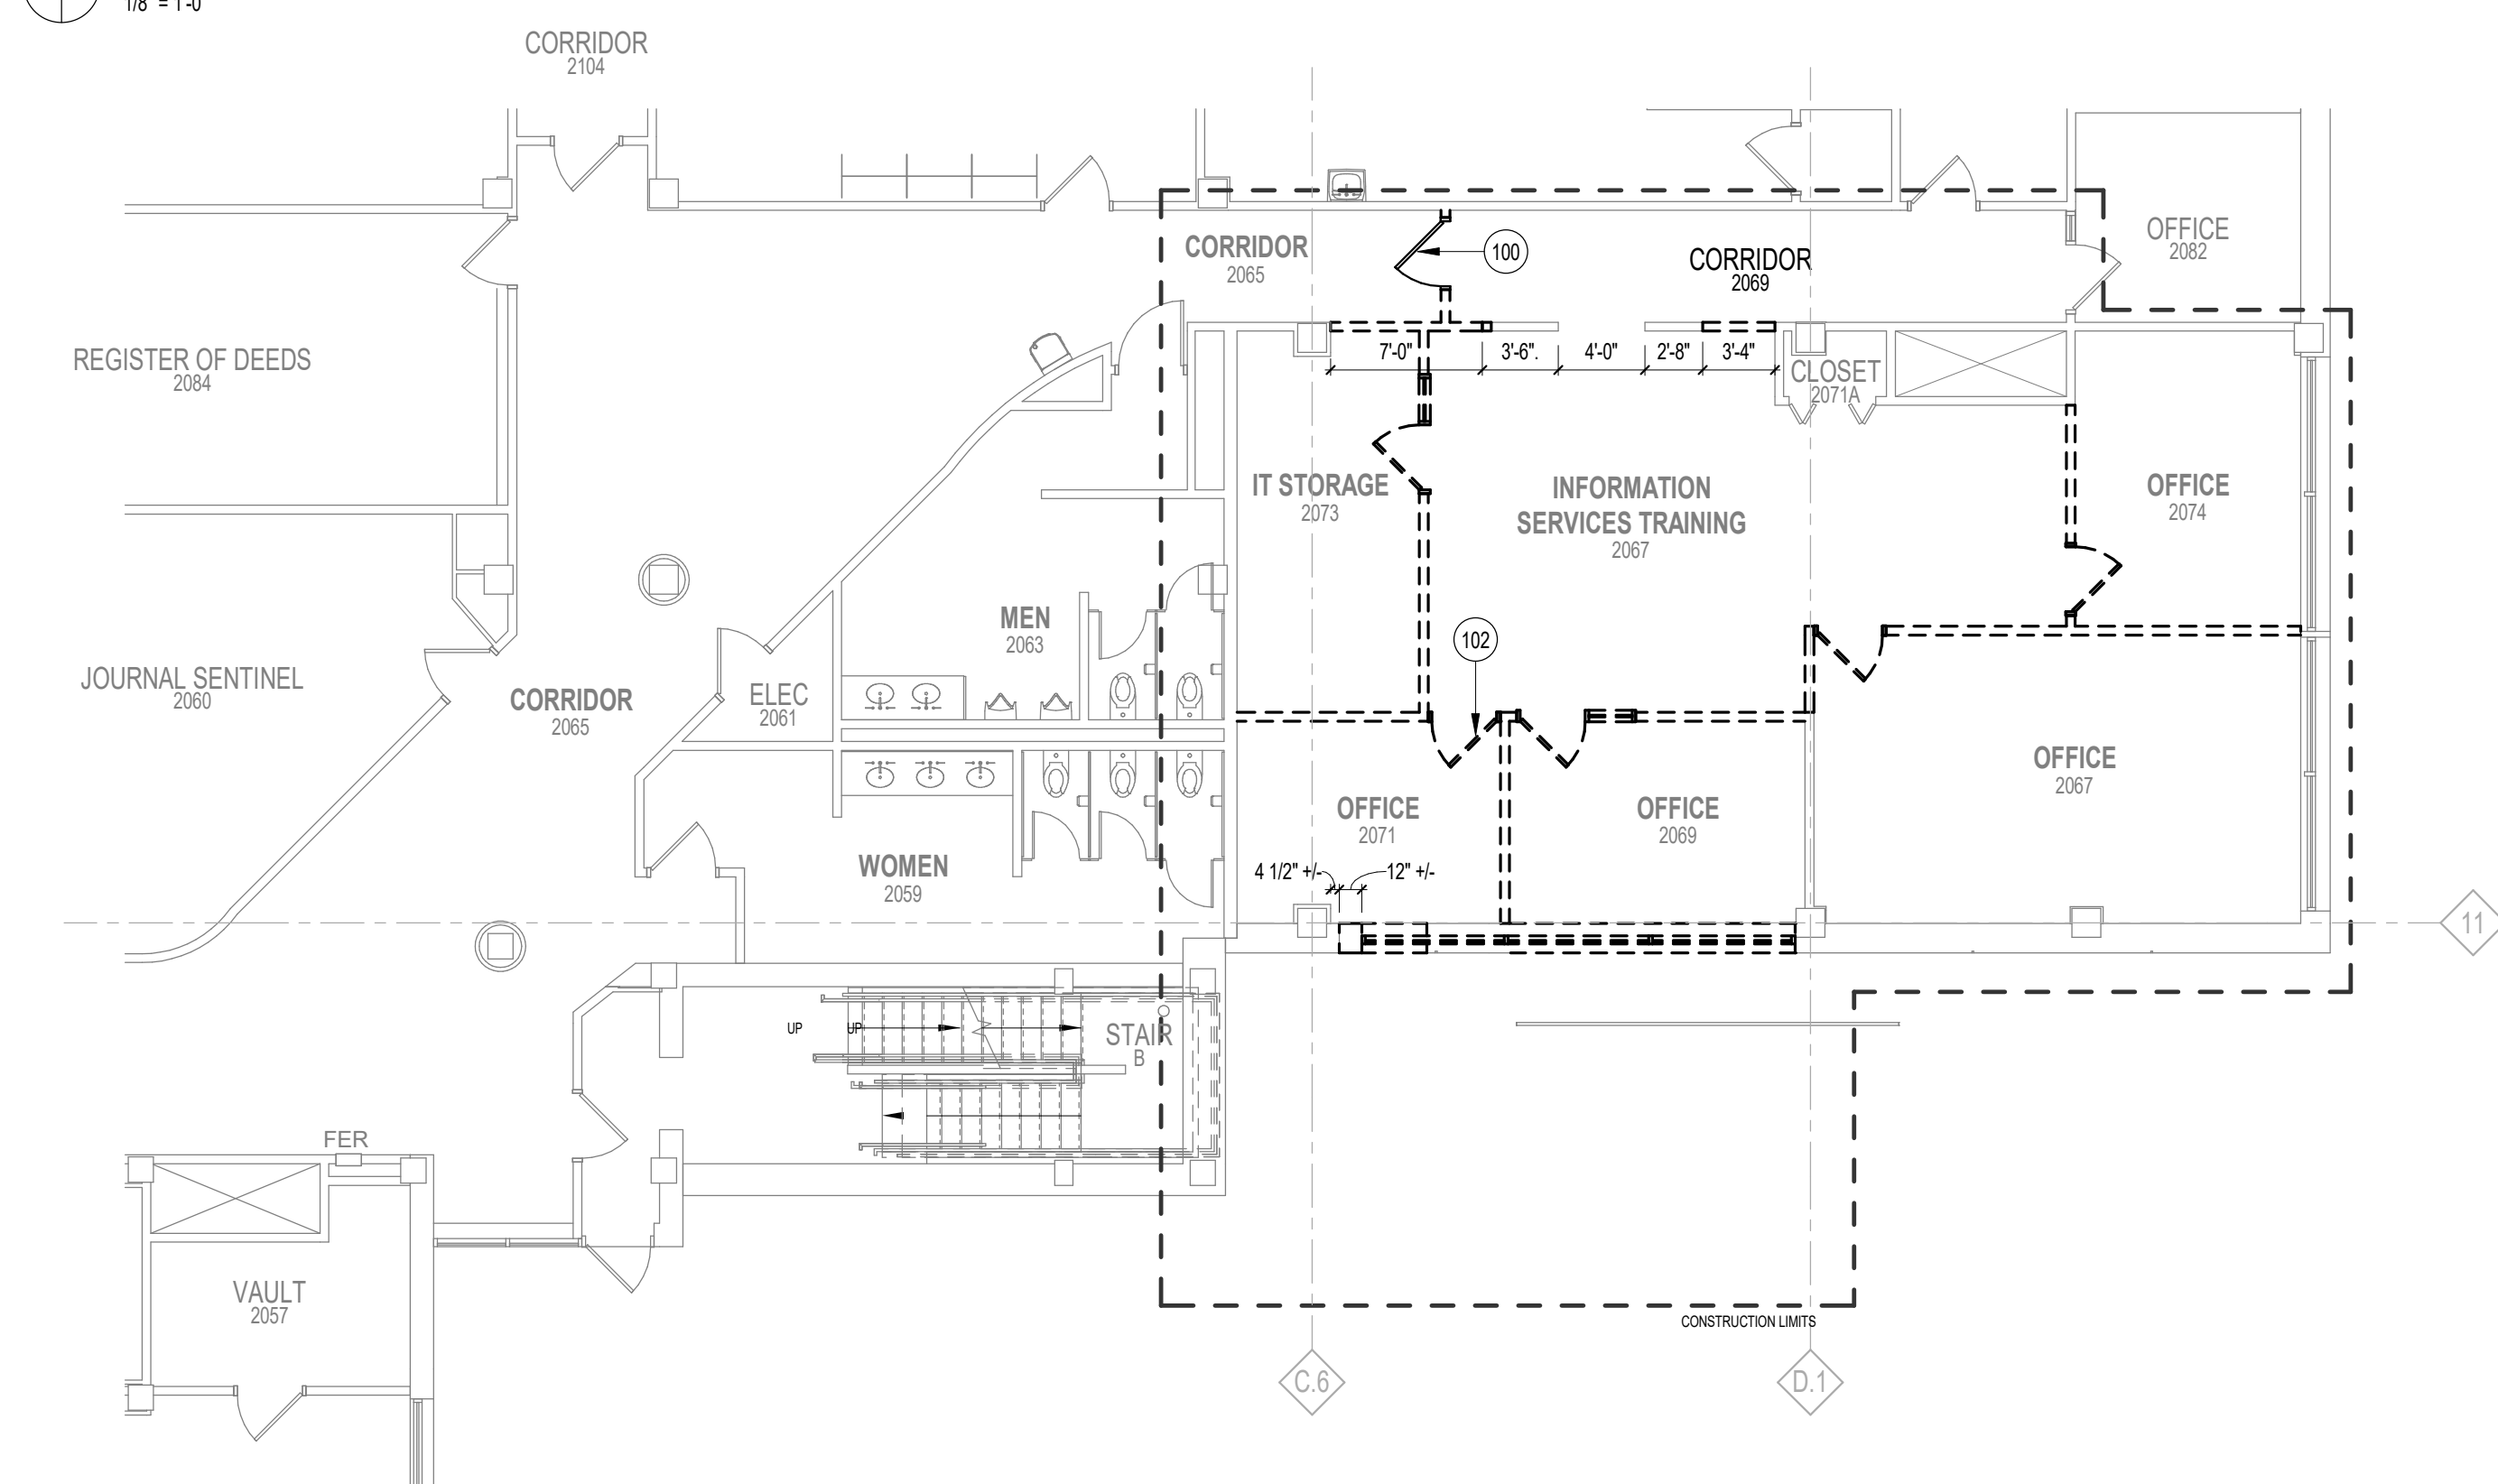 1/8" = 1'-0"
CORRIDOR
2104
CORRIDOR
2065
100
CORRIDOR
2069
OFFICE
2082
REGISTER OF DEEDS
2084
7'-0"
3'-6".
4'-0"
2'-8"
3'-4"
CLOSET
2071A
IT STORAGE
2073
INFORMATION
SERVICES TRAINING
2067
OFFICE
2074
MEN
2063
102
JOURNAL SENTINEL
2060
CORRIDOR
2065
ELEC
2061
OFFICE
2067
OFFICE
2071
OFFICE
2069
WOMEN
2059
4 1/2" +/-
12" +/-
11
UP
UP
STAIR
B
FER
VAULT
2057
CONSTRUCTION LIMITS
C.6
D.1